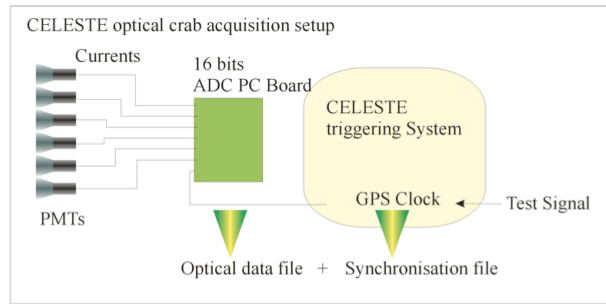 CELESTE optical crab acquisition setup
Currents
16 bits
ADC PC Board
CELESTE
triggering System
GPS Clock
Test Signal
PMTs
Optical data file + Synchronisation file